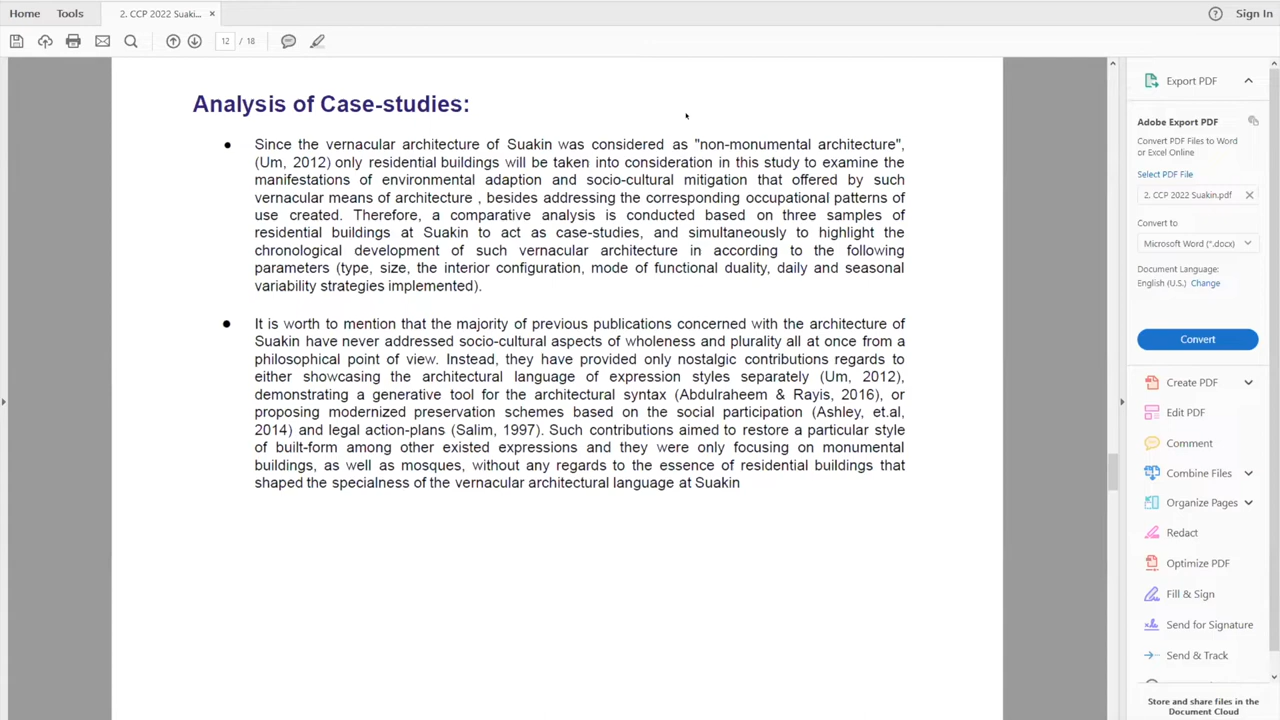 Home
Tools
2. CCP 2022 Suaki...
×
Sign In
12 / 18
Analysis of Case-studies:
Since the vernacular architecture of Suakin was considered as "non-monumental architecture",
(Um, 2012) only residential buildings will be taken into consideration in this study to examine the
manifestations of environmental adaption and socio-cultural mitigation that offered by such
vernacular means of architecture , besides addressing the corresponding occupational patterns of
use created. Therefore, a comparative analysis is conducted based on three samples of
residential buildings at Suakin to act as case-studies, and simultaneously to highlight the
chronological development of such vernacular architecture in according to the following
parameters (type, size, the interior configuration, mode of functional duality, daily and seasonal
variability strategies implemented).
It is worth to mention that the majority of previous publications concerned with the architecture of
Suakin have never addressed socio-cultural aspects of wholeness and plurality all at once from a
philosophical point of view. Instead, they have provided only nostalgic contributions regards to
either showcasing the architectural language of expression styles separately (Um, 2012),
demonstrating a generative tool for the architectural syntax (Abdulraheem & Rayis, 2016), or
proposing modernized preservation schemes based on the social participation (Ashley, et.al,
2014) and legal action-plans (Salim, 1997). Such contributions aimed to restore a particular style
of built-form among other existed expressions and they were only focusing on monumental
buildings, as well as mosques, without any regards to the essence of residential buildings that
shaped the specialness of the vernacular architectural language at Suakin
Export PDF
Adobe Export PDF
Convert PDF Files to Word
or Excel Online
Select PDF File
2. CCP 2022 Suakin.pdf
Convert to
Microsoft Word (*.docx)
Document Language:
English (U.S.) Change
Convert
Create PDF
Edit PDF
Comment
Combine Files
Organize Pages
Redact
Optimize PDF
Fill & Sign
Send for Signature
Send & Track
Store and share files in the
Document Cloud